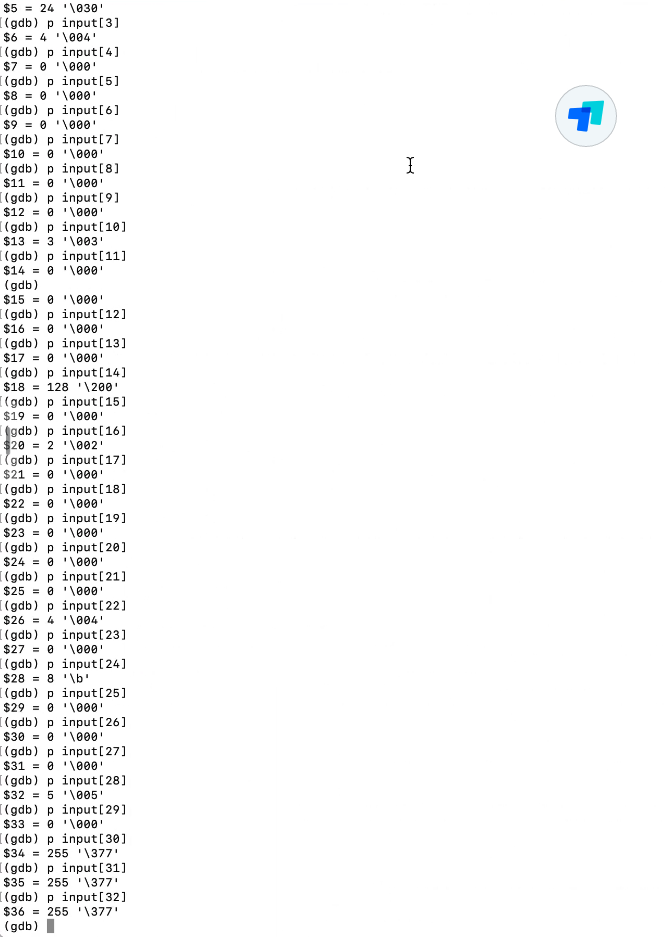 $5 = 24 '\030'
(gdb) p input[3]
$6 = 4 '\004'
(gdb) p input[4]
$7 = 0 '\000'
(gdb) p input[5]
$8 = 0 '\000'
(gdb) p input[6]
$9 = 0 '\000'
(gdb) p input[7]
$10 = 0 '\000'
(gdb) p input[8]
$11 = 0 '\000'
(gdb) p input[9]
$12 = 0 '\000'
(gdb) p input[10]
$13 = 3 '\003'
(gdb) p input[11]
$14 = 0 '\000'
(gdb)
$15 = 0 '\000'
(gdb) p input[12]
$16 = 0 '\000'
(gdb) p input[13]
$17 = 0 '\000'
(gdb) p input[14]
$18 = 128 '\200'
(gdb) p input[15]
$19 = 0 '\000'
(gdb) p input[16]
$20 = 2 '\002'
(gdb) p input[17]
$21 = 0 '\000'
(gdb) p input[18]
$22 = 0 '\000'
(gdb) p input[19]
$23 = 0 '\000'
(gdb) p input[20]
$24 = 0 '\000'
(gdb) p input[21]
$25 = 0 '\000'
(gdb) p input[22]
$26 = 4 '\004'
(gdb) p input[23]
$27 = 0 '\000'
(gdb) p input[24]
$28 = 8 '\b'
(gdb) p input[25]
$29 = 0 '\000'
(gdb) p input[26]
$30 = 0 '\000'
(gdb) p input[27]
$31 = 0 '\000'
(gdb) p input[28]
$32 = 5 '\005'
(gdb) p input[29]
$33 = 0 '\000'
(gdb) p input[30]
$34 = 255 '\377'
(gdb) p input[31]
$35 = 255 '\377'
(gdb) p input[32]
$36 = 255 '\377'
(gdb)